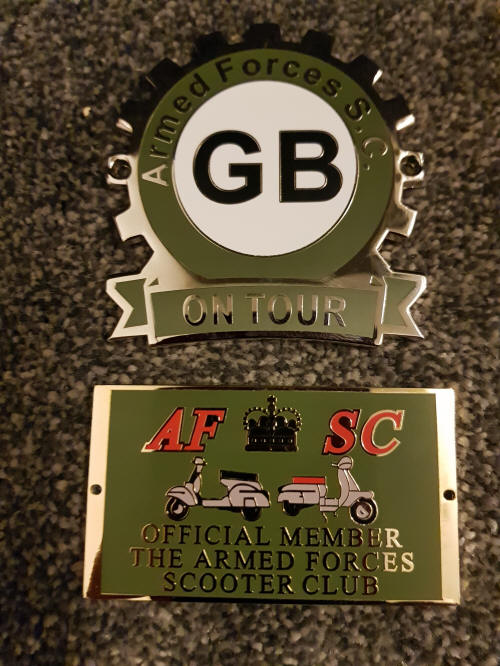 Armed Forces S.C.
GB
ON TOUR
AF SC
OFFICIAL MEMBER
THE ARMED FORCES
SCOOTER CLUB